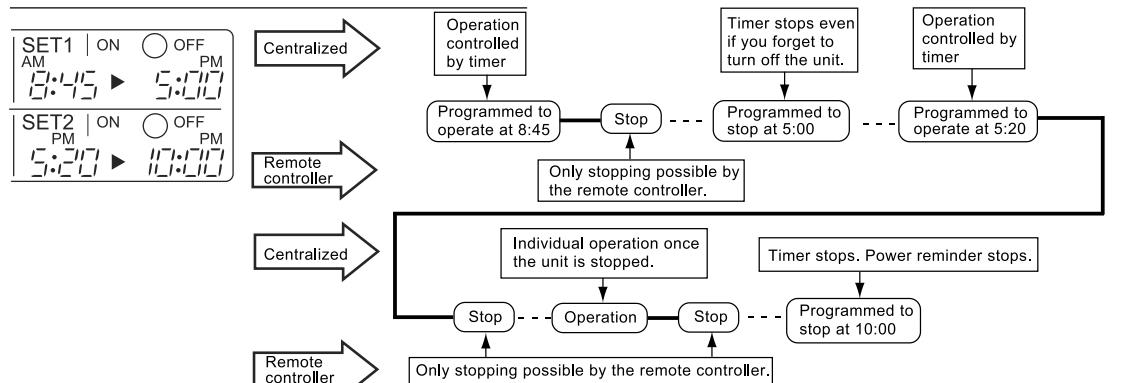 SET1 | ON ◯ OFF
AM PM
8:45 ▶ 5:00
SET2 | ON ◯ OFF
PM PM
5:20 ▶ 10:00
Centralized
Operation
controlled
by timer
Timer stops even
if you forget to
turn off the unit.
Operation
controlled by
timer
Programmed to
operate at 8:45
Stop
Programmed to
stop at 5:00
Programmed to
operate at 5:20
Remote
controller
Only stopping possible by
the remote controller.
Centralized
Individual operation once
the unit is stopped.
Timer stops. Power reminder stops.
Stop
Operation
Stop
Programmed to
stop at 10:00
Remote
controller
Only stopping possible by the remote controller.